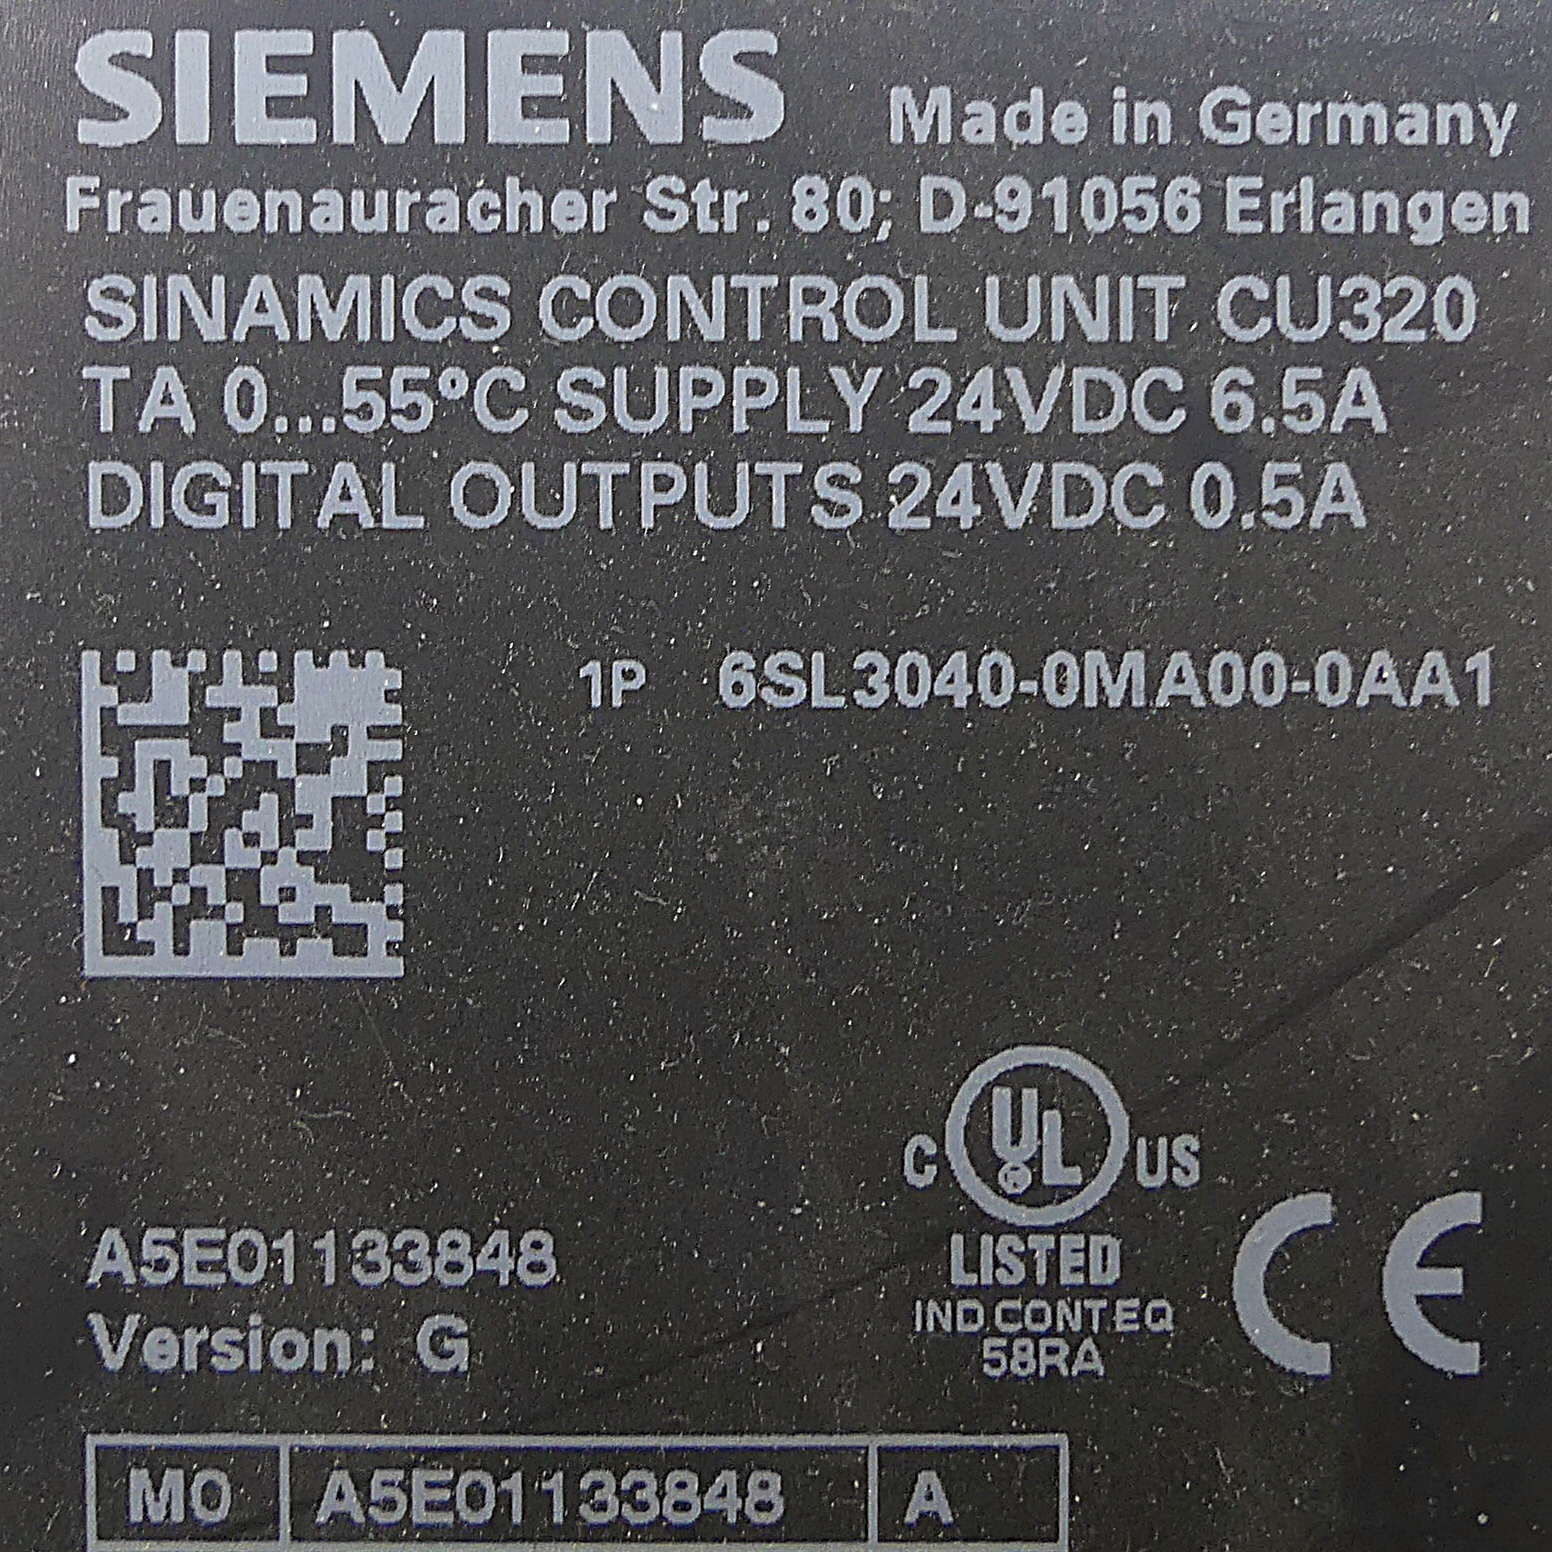 SIEMENS Made in Germany
Frauenauracher Str. 80; D-91056 Erlangen
SINAMICS CONTROL UNIT CU320
TA 0...55°C SUPPLY 24VDC 6.5A
DIGITAL OUTPUTS 24VDC 0.5A
1P 6SL3040-0MA00-0AA1
C UL ® US
LISTED
IND CONT EQ
58RA
CE
A5E01133848
Version: G
M0 A5E01133848 A